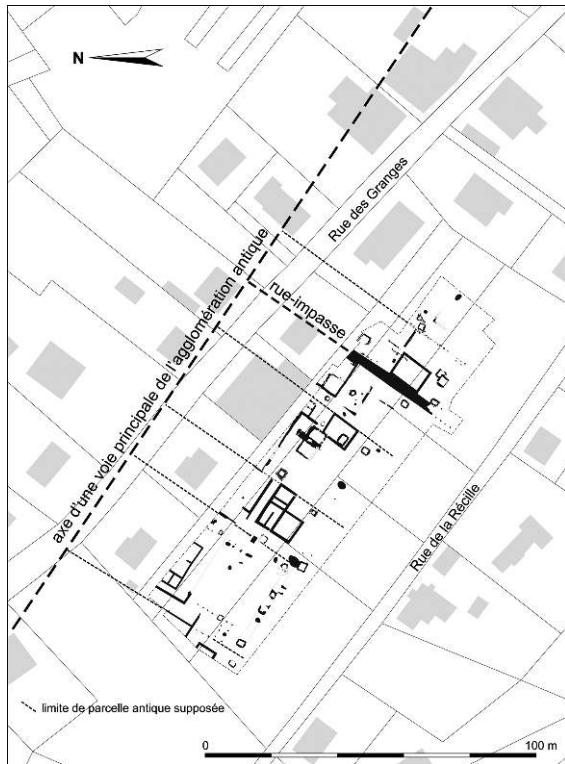 N
Rue des Granges
axe d'une voie principale de l'agglomération antique
rue-impasse
Rue de la Récille
limite de parcelle antique supposée
0
100 m